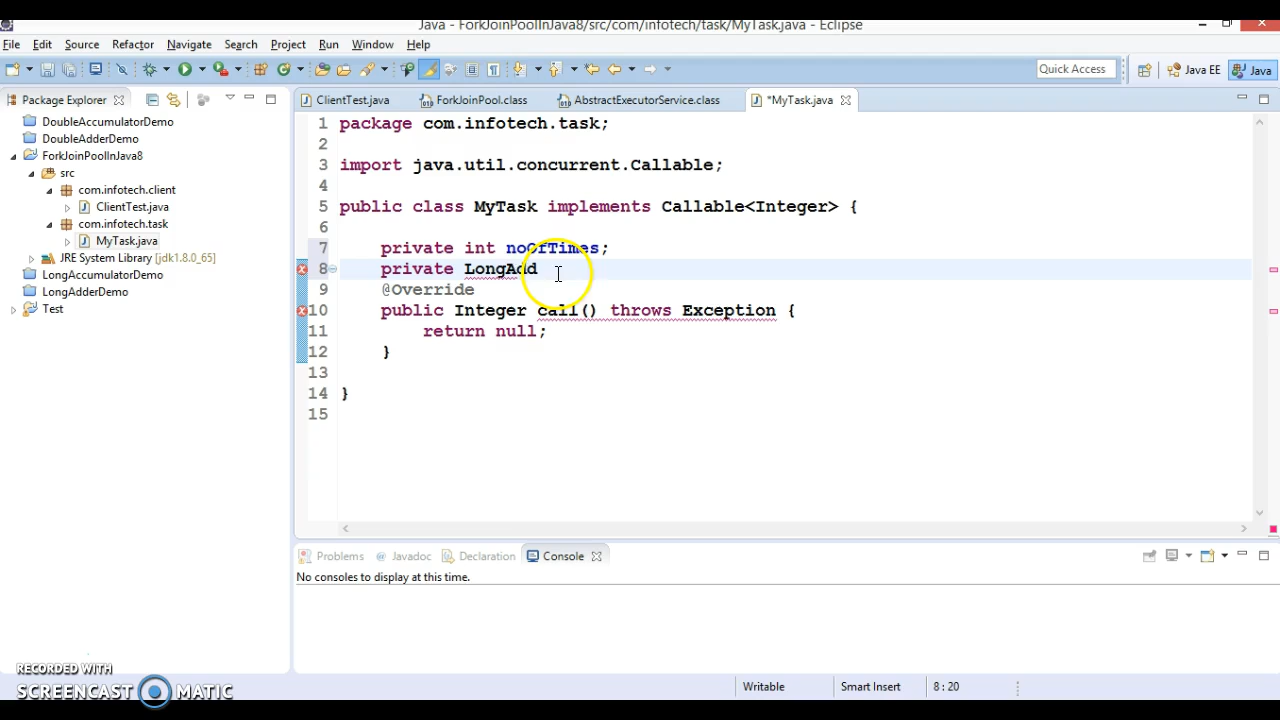 Java - ForkJoinPoolInJava8/src/com/infotech/task/MyTask.java - Eclipse
File Edit Source Refactor Navigate Search Project Run Window Help
Quick Access Java EE Java
Package Explorer
DoubleAccumulatorDemo
DoubleAdderDemo
ForkJoinPoolInJava8
src
com.infotech.client
ClientTest.java
com.infotech.task
MyTask.java
JRE System Library [jdk1.8.0_65]
LongAccumulatorDemo
LongAdderDemo
Test
ClientTest.java ForkJoinPool.class AbstractExecutorService.class *MyTask.java
1 package com.infotech.task;
2
3 import java.util.concurrent.Callable;
4
5 public class MyTask implements Callable<Integer> {
6
7 private int noOfTimes;
8 private LongAdd
9 @Override
10 public Integer call() throws Exception {
11 return null;
12 }
13
14 }
15
Problems @ Javadoc Declaration Console
No consoles to display at this time.
RECORDED WITH
SCREENCAST MATIC
Writable Smart Insert 8 : 20